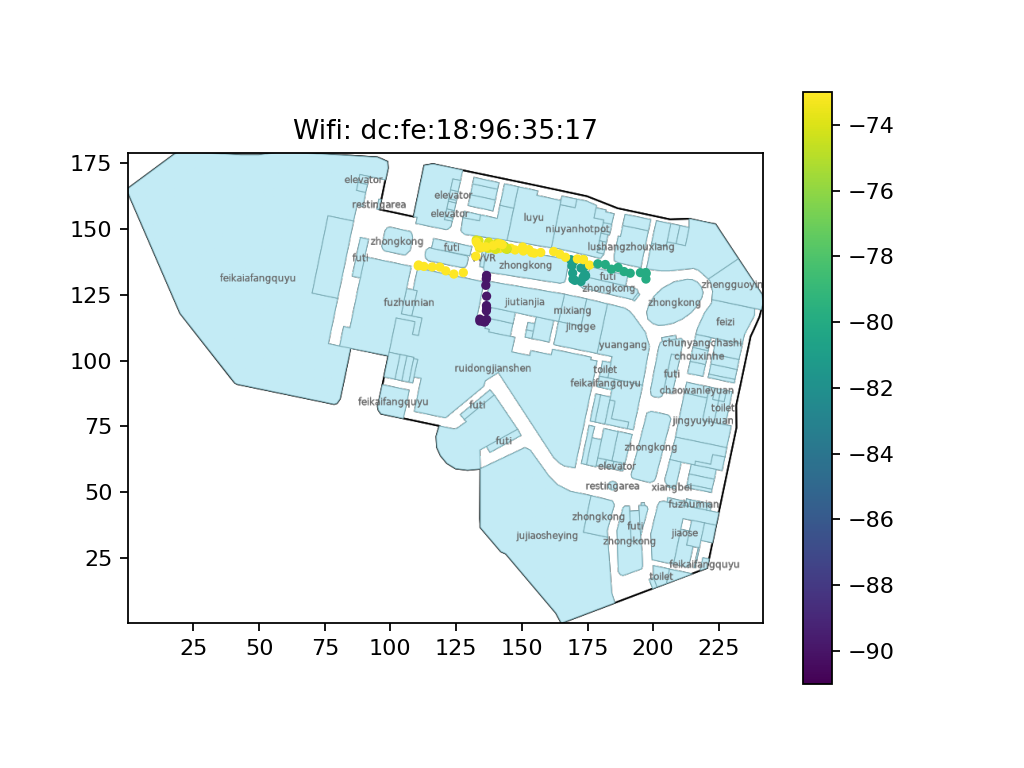 Wifi: dc:fe:18:96:35:17
175
150
125
100
75
50
25
25
50
75
100
125
150
175
200
225
−74
−76
−78
−80
−82
−84
−86
−88
−90
elevator
restingarea
elevator
elevator
luyu
niuyanhotpot
zhongkong
futi
lushangzhouxiang
futi
VVR
zhongkong
feikaiafangquyu
futi
zhongkong
zhengguoyin
fuzhumian
jiutianjia
mixiang
zhongkong
jingge
feizi
yuangang
chunyangchashi
chouxinhe
ruidongjianshen
toilet
feikaifangquyu
futi
chaowanleyuan
feikaifangquyu
futi
toilet
jingyuyiyuan
futi
zhongkong
elevator
restingarea
xiangbei
fuzhumian
zhongkong
futi
jujiaosheying
zhongkong
jiaose
feikaifangquyu
toilet